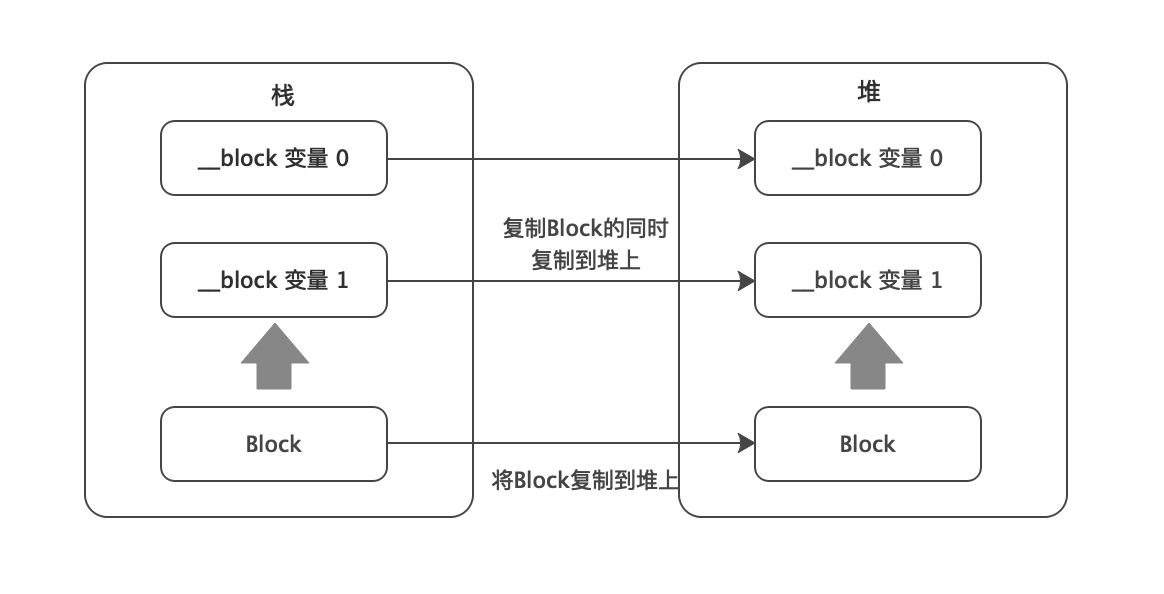 栈
堆
__block 变量 0
__block 变量 0
复制Block的同时
复制到堆上
__block 变量 1
__block 变量 1
Block
Block
将Block复制到堆上